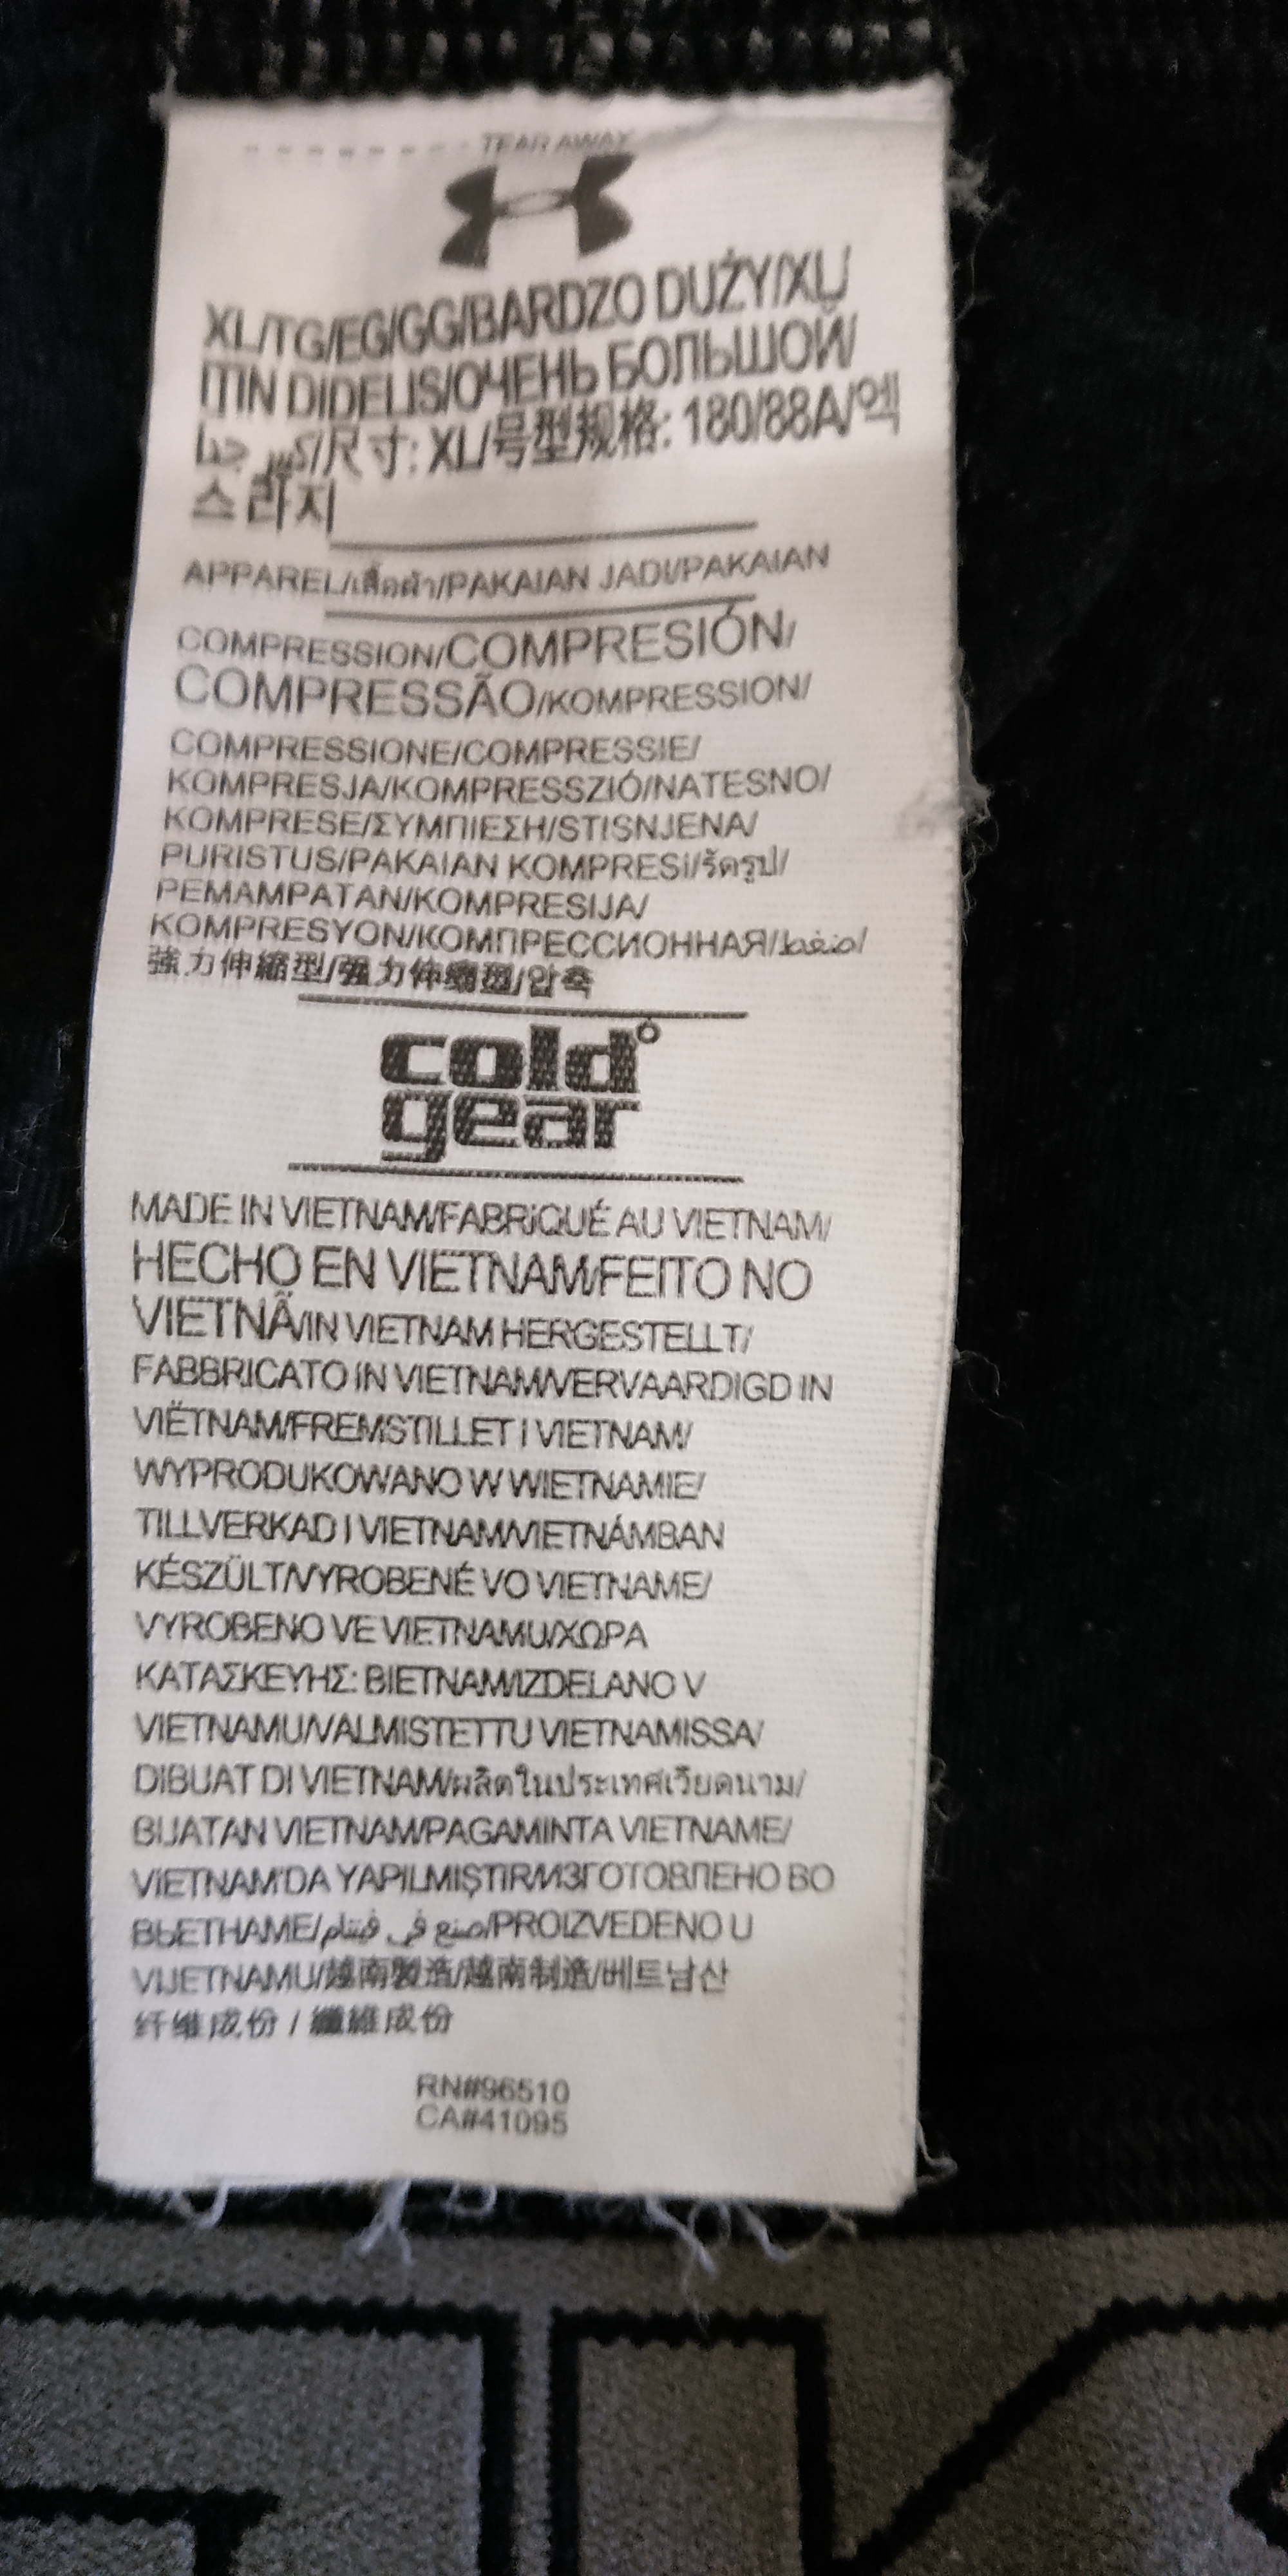 TEAR AWAY
XL/TG/EG/GG/BARDZO DUŻY/XL/
ITIN DIDELIS/ОЧЕНЬ БОЛЬШОЙ/
كبير جدا/尺寸: XL/号型规格: 180/88A/엑
스 라지
APPAREL/เสื้อผ้า/PAKAIAN JADI/PAKAIAN
COMPRESSION/COMPRESIÓN/
COMPRESSÃO/KOMPRESSION/
COMPRESSIONE/COMPRESSIE/
KOMPRESJA/KOMPRESSZIÓ/NATESNO/
KOMPRESE/ΣΥΜΠΙΕΣΗ/STISNJENA/
PURISTUS/PAKAIAN KOMPRESI/รัดรูป/
PEMAMPATAN/KOMPRESIJA/
KOMPRESYON/КОМПРЕССИОННАЯ/ضغط/
強力伸縮型/强力伸缩型/압축
cold
gear
MADE IN VIETNAM/FABRIQUÉ AU VIETNAM/
HECHO EN VIETNAM/FEITO NO
VIETNÃ/IN VIETNAM HERGESTELLT/
FABBRICATO IN VIETNAM/VERVAARDIGD IN
VIËTNAM/FREMSTILLET I VIETNAM/
WYPRODUKOWANO W WIETNAMIE/
TILLVERKAD I VIETNAM/VIETNÁMBAN
KÉSZÜLT/VYROBENÉ VO VIETNAME/
VYROBENO VE VIETNAMU/ΧΩΡΑ
ΚΑΤΑΣΚΕΥΗΣ: ΒΙΕΤΝΑΜ/IZDELANO V
VIETNAMU/VALMISTETTU VIETNAMISSA/
DIBUAT DI VIETNAM/ผลิตในประเทศเวียดนาม/
BUATAN VIETNAM/PAGAMINTA VIETNAME/
VIETNAM'DA YAPILMIŞTIR/ИЗГОТОВЛЕНО ВО
ВЬЕТНАМЕ/صنع في فيتنام/PROIZVEDENO U
VIJETNAMU/越南製造/越南制造/베트남산
纤维成份 / 纖維成份
RN#96510
CA#41095